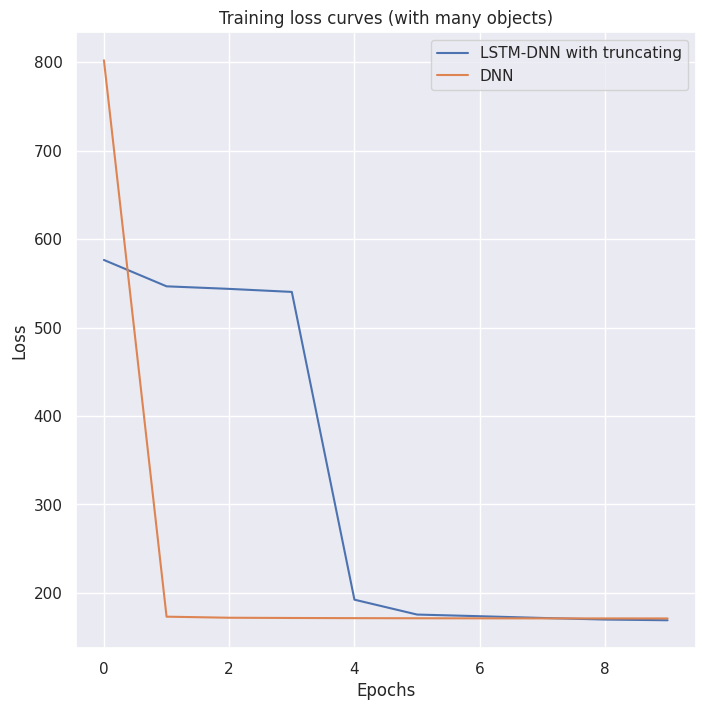 Training loss curves (with many objects)
LSTM-DNN with truncating
DNN
800
700
600
500
400
300
200
Loss
0 2 4 6 8
Epochs